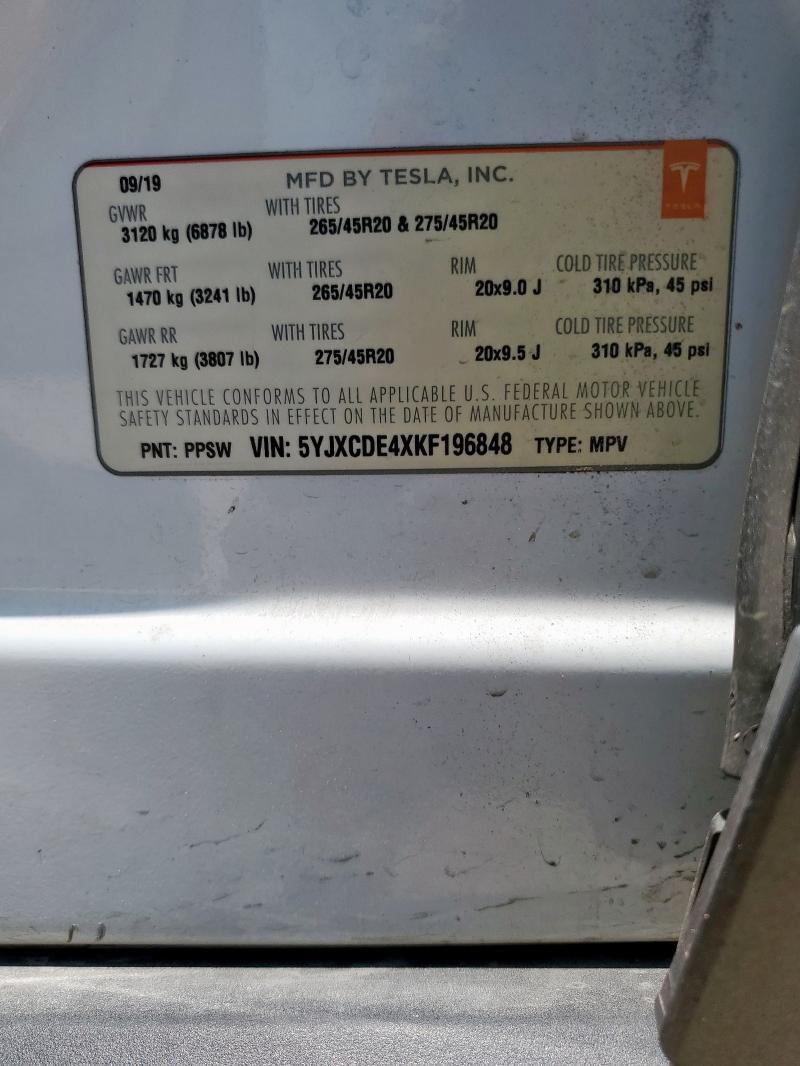 09/19 MFD BY TESLA, INC.
TESLA
GVWR WITH TIRES
3120 kg (6878 lb) 265/45R20 & 275/45R20
GAWR FRT WITH TIRES RIM COLD TIRE PRESSURE
1470 kg (3241 lb) 265/45R20 20x9.0 J 310 kPa, 45 psi
GAWR RR WITH TIRES RIM COLD TIRE PRESSURE
1727 kg (3807 lb) 275/45R20 20x9.5 J 310 kPa, 45 psi
THIS VEHICLE CONFORMS TO ALL APPLICABLE U.S. FEDERAL MOTOR VEHICLE
SAFETY STANDARDS IN EFFECT ON THE DATE OF MANUFACTURE SHOWN ABOVE.
PNT: PPSW VIN: 5YJXCDE4XKF196848 TYPE: MPV